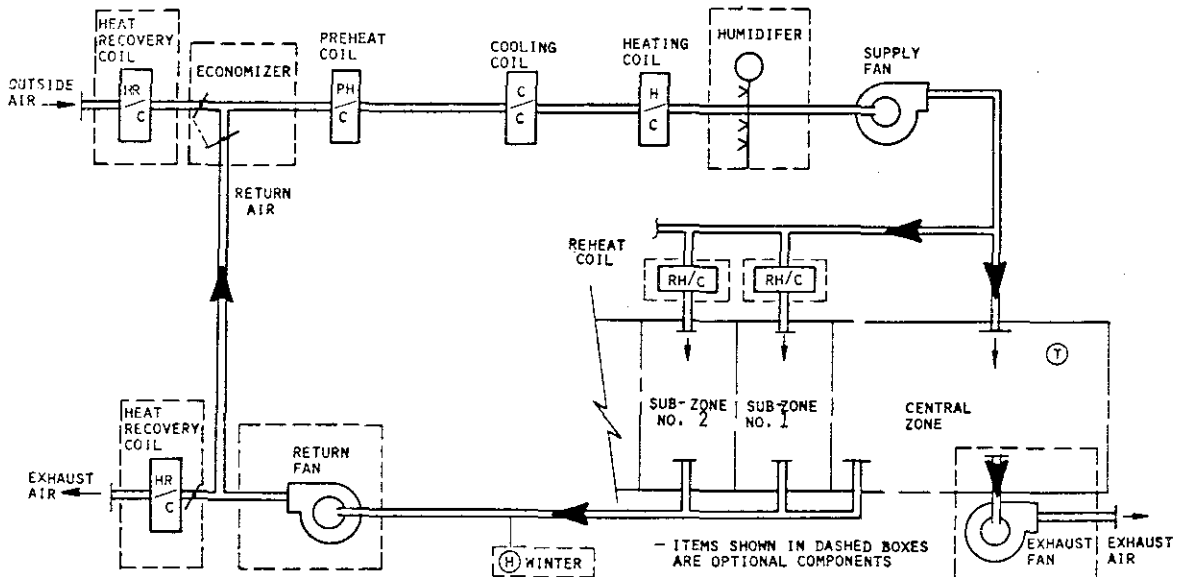 HEAT
RECOVERY
COIL
OUTSIDE
AIR
HR
C
ECONOMIZER
PREHEAT
COIL
PH
C
COOLING
COIL
C
C
HEATING
COIL
H
C
HUMIDIFER
SUPPLY
FAN
RETURN
AIR
REHEAT
COIL
RH/C
RH/C
T
SUB-ZONE
NO. 2
SUB-ZONE
NO. 1
CENTRAL
ZONE
HEAT
RECOVERY
COIL
EXHAUST
AIR
HR
C
RETURN
FAN
H WINTER
- ITEMS SHOWN IN DASHED BOXES
ARE OPTIONAL COMPONENTS
EXHAUST
FAN
EXHAUST
AIR